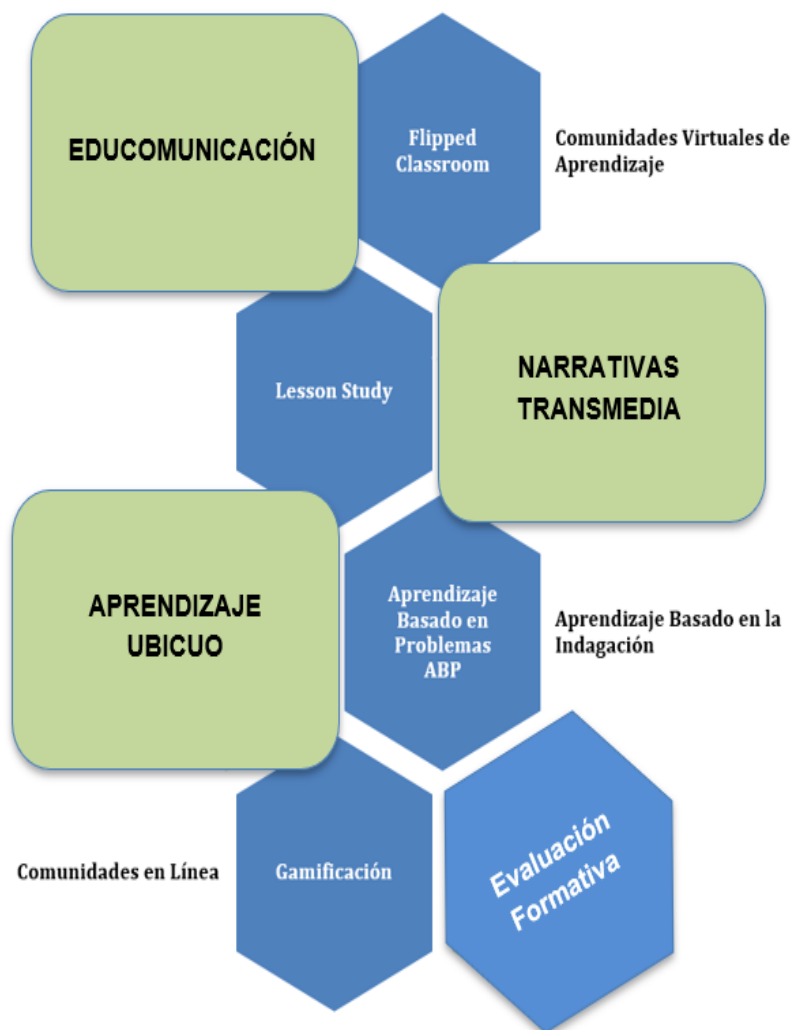 EDUCOMUNICACIÓN
Flipped
Classroom
Comunidades Virtuales de
Aprendizaje
Lesson Study
NARRATIVAS
TRANSMEDIA
APRENDIZAJE
UBICUO
Aprendizaje
Basado en
Problemas
ABP
Aprendizaje Basado en la
Indagación
Comunidades en Línea
Gamificación
Evaluación
Formativa